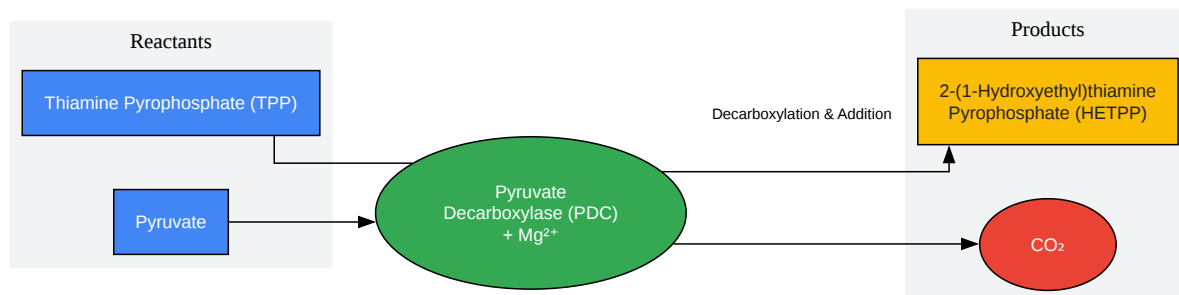 Reactants
Thiamine Pyrophosphate (TPP)
Pyruvate
Pyruvate
Decarboxylase (PDC)
+ Mg²⁺
Decarboxylation & Addition
Products
2-(1-Hydroxyethyl)thiamine
Pyrophosphate (HETPP)
CO₂